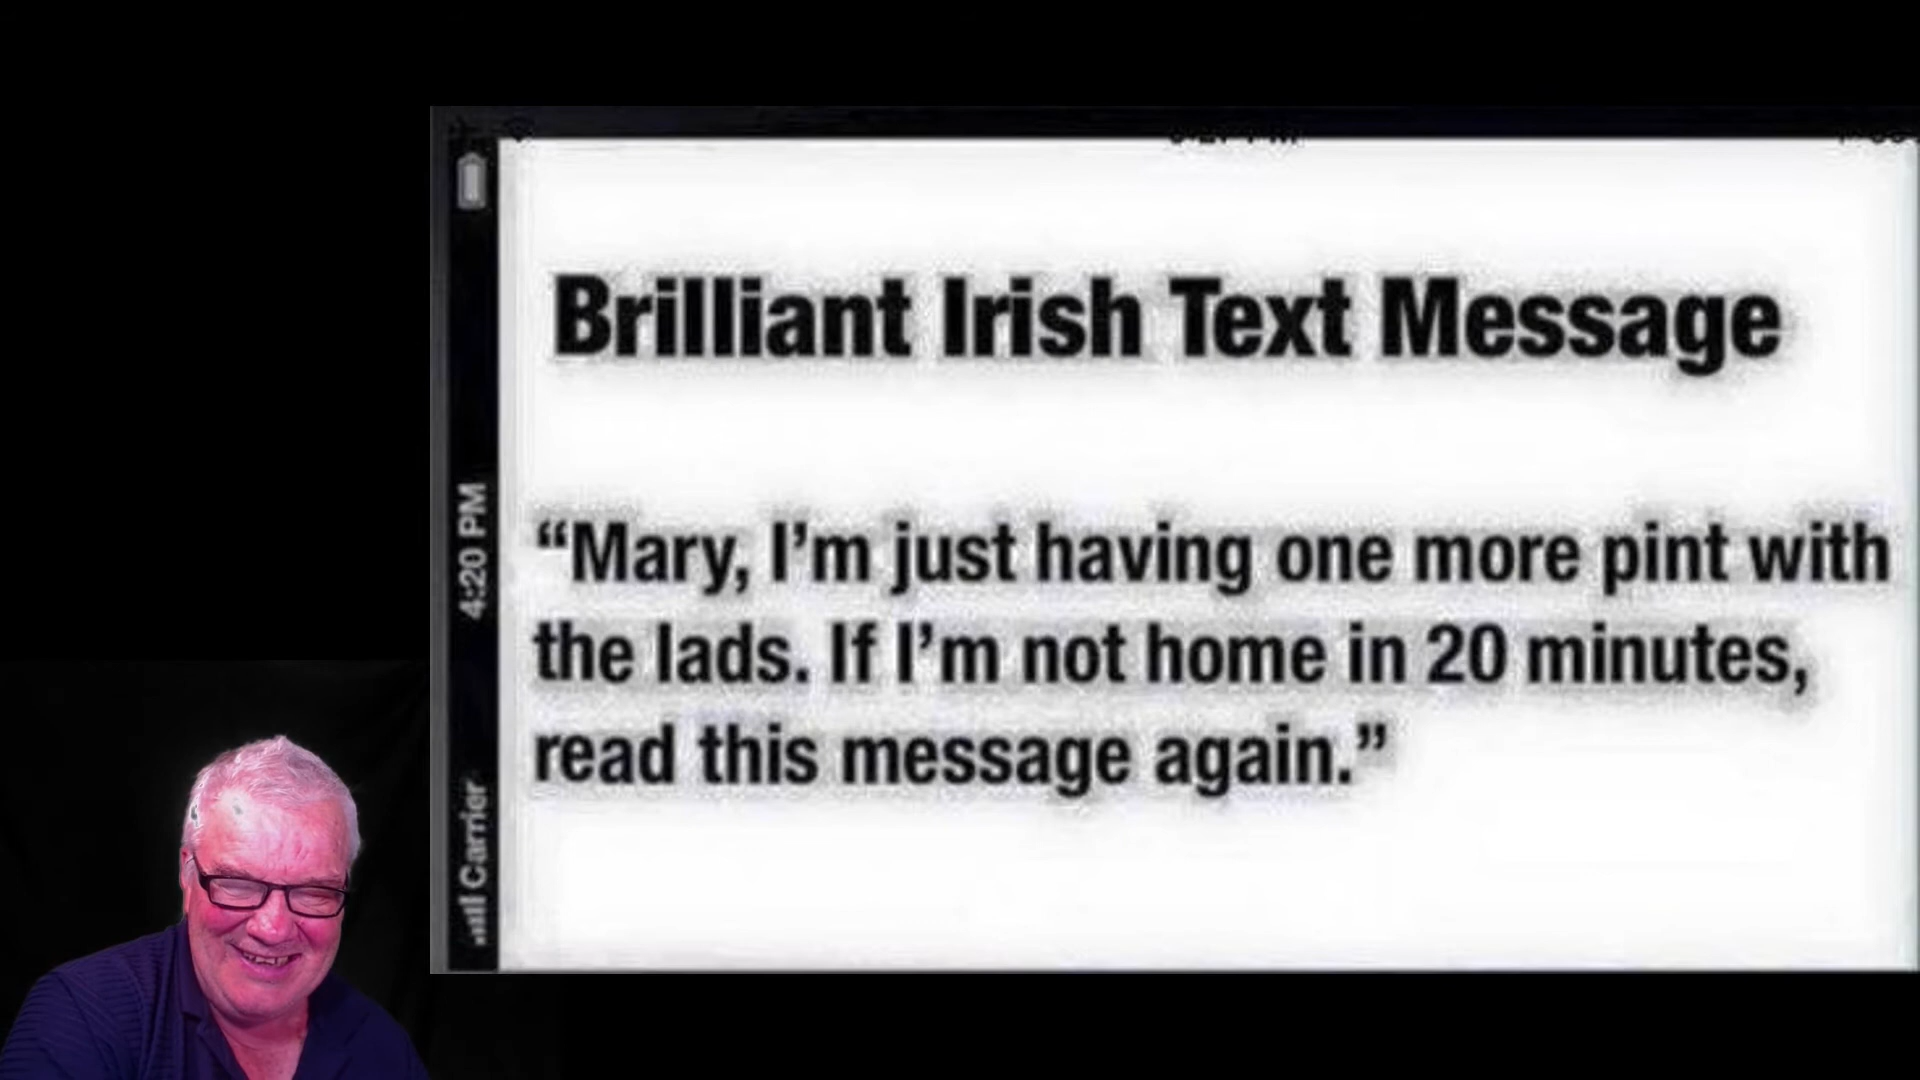 Brilliant Irish Text Message
“Mary, I’m just having one more pint with
the lads. If I’m not home in 20 minutes,
read this message again.”
4:20 PM
Carrier